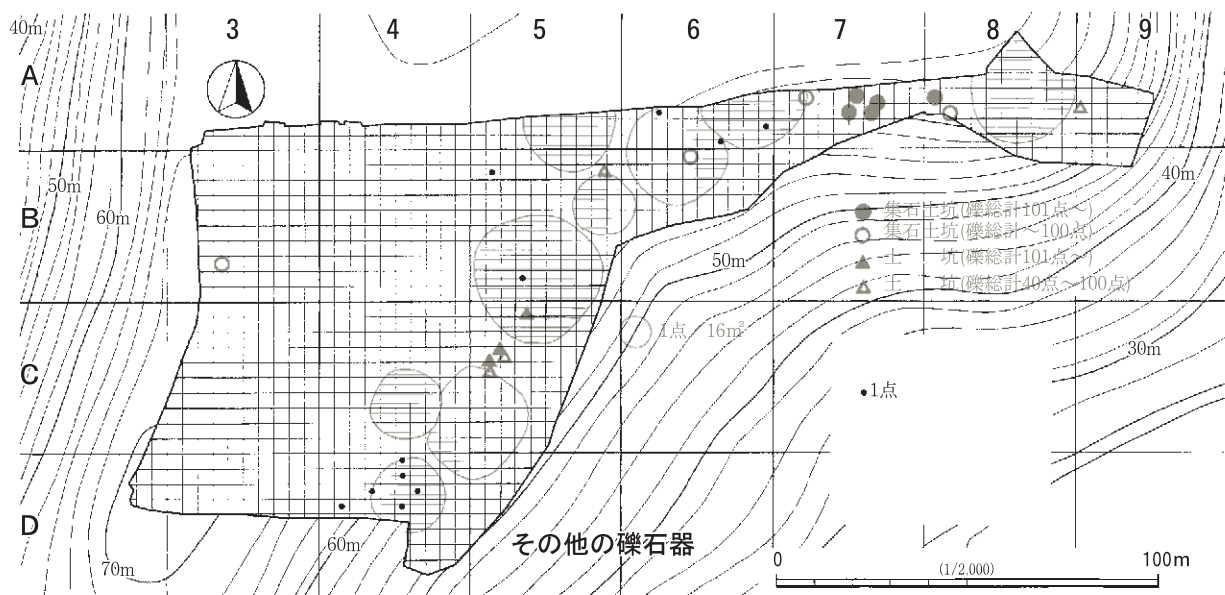 3 4 5 6 7 8 9
40m
A
50m
60m
B
40m
集石土坑(礫総計101点～)
集石土坑(礫総計～100点)
土　　坑(礫総計101点～)
土　　坑(礫総計40点～100点)
50m
1点／16㎡
C
30m
1点
D
60m
70m
その他の礫石器
0 100m
(1/2,000)